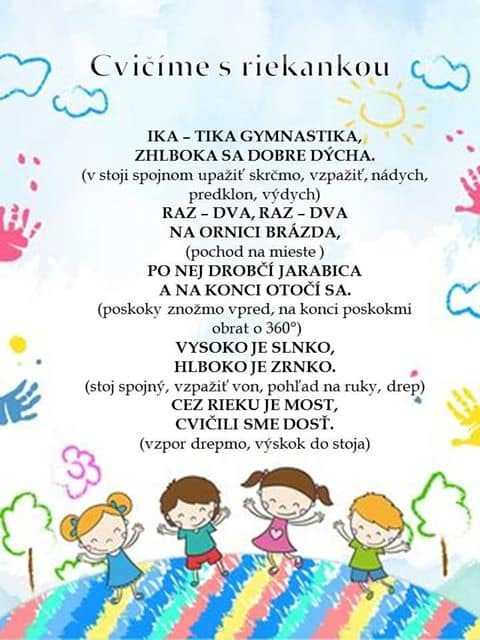 Cvičíme s riekankou
IKA – TIKA GYMNASTIKA,
ZHLBOKA SA DOBRE DÝCHA.
(v stoji spojnom upažiť skrčmo, vzpažiť, nádych,
predklon, výdych)
RAZ – DVA, RAZ – DVA
NA ORNICI BRÁZDA,
(pochod na mieste )
PO NEJ DROBČÍ JARABICA
A NA KONCI OTOČÍ SA.
(poskoky znožmo vpred, na konci poskokmi
obrat o 360°)
VYSOKO JE SLNKO,
HLBOKO JE ZRNKO.
(stoj spojný, vzpažiť von, pohľad na ruky, drep)
CEZ RIEKU JE MOST,
CVIČILI SME DOSŤ.
(vzpor drepmo, výskok do stoja)